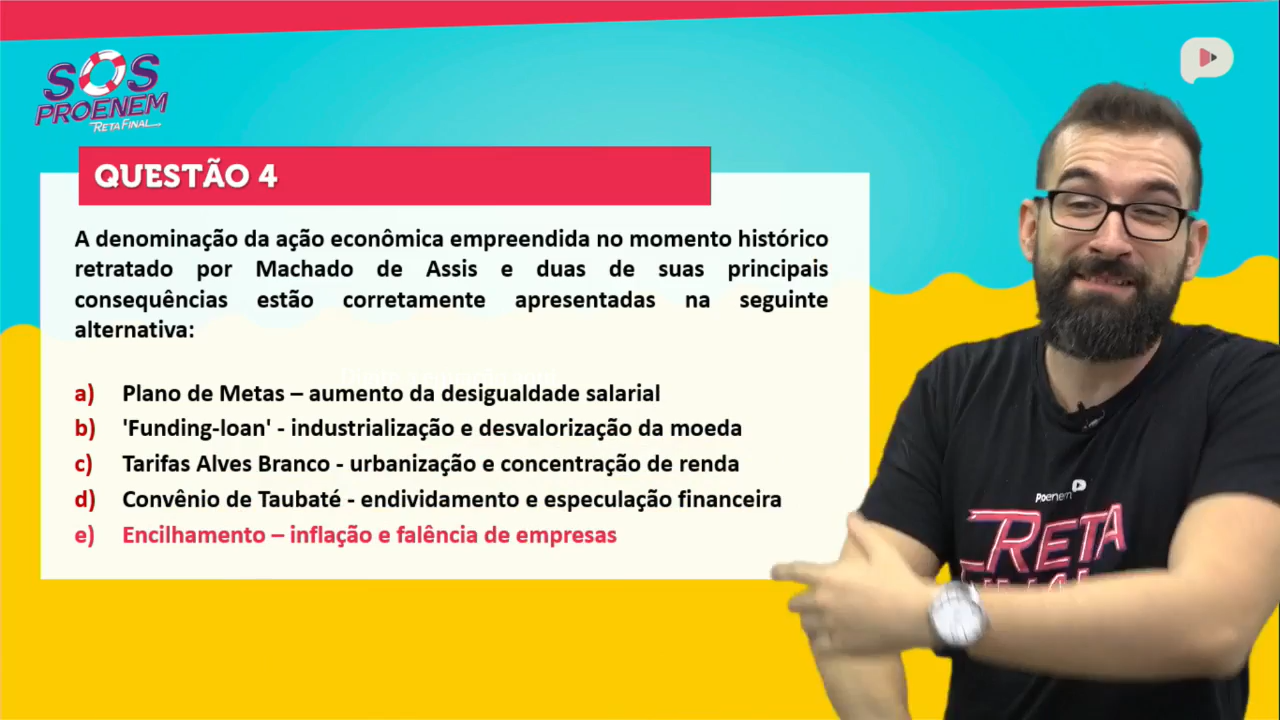 SOS
PROENEM
RETA FINAL
QUESTÃO 4
A denominação da ação econômica empreendida no momento histórico
retratado por Machado de Assis e duas de suas principais
consequências estão corretamente apresentadas na seguinte
alternativa:
a) Plano de Metas – aumento da desigualdade salarial
b) 'Funding-loan' - industrialização e desvalorização da moeda
c) Tarifas Alves Branco - urbanização e concentração de renda
d) Convênio de Taubaté - endividamento e especulação financeira
e) Encilhamento – inflação e falência de empresas
Poenem
RETA